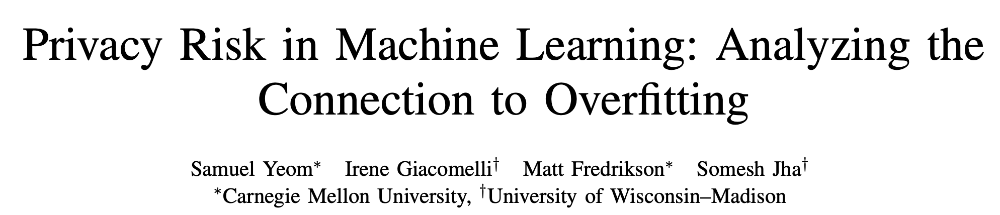 Privacy Risk in Machine Learning: Analyzing the
Connection to Overfitting
Samuel Yeom* Irene Giacomelli† Matt Fredrikson* Somesh Jha†
*Carnegie Mellon University, †University of Wisconsin–Madison